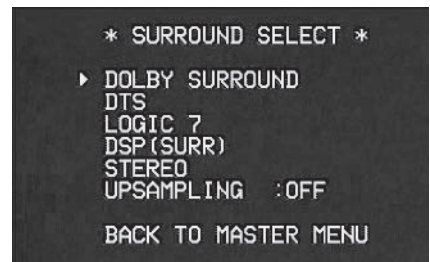 * SURROUND SELECT *
▸ DOLBY SURROUND
DTS
LOGIC 7
DSP(SURR)
STEREO
UPSAMPLING :OFF
BACK TO MASTER MENU